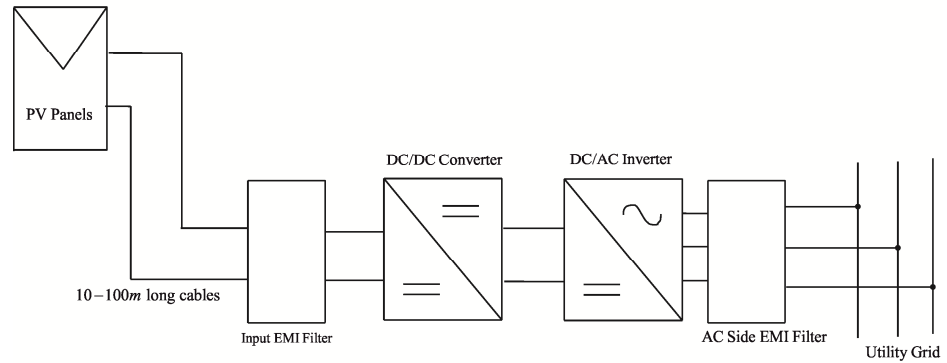 PV Panels
DC/DC Converter
DC/AC Inverter
10–100m long cables
Input EMI Filter
AC Side EMI Filter
Utility Grid